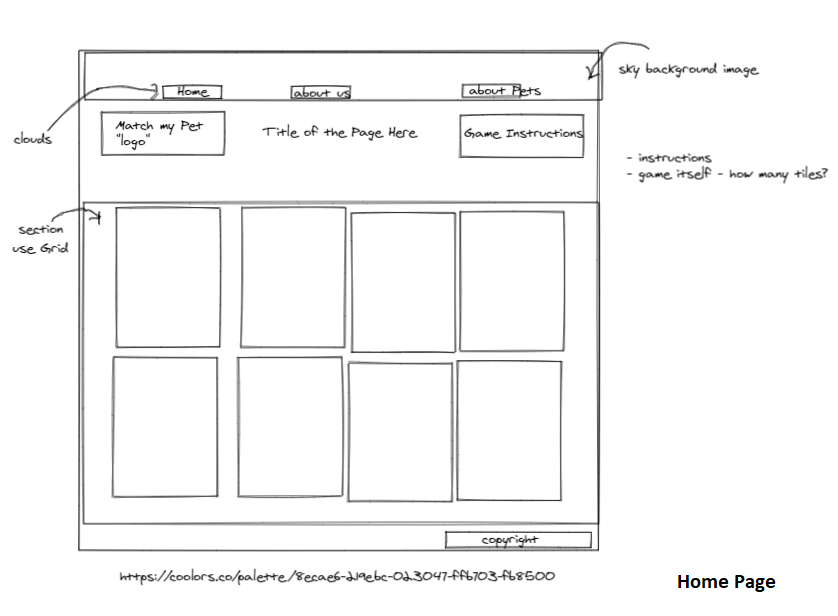 sky background image
Home
about us
about Pets
clouds
Match my Pet
"logo"
Title of the Page Here
Game Instructions
- instructions
- game itself - how many tiles?
section
use Grid
copyright
https://coolors.co/palette/8ecae6-219ebc-023047-ffb703-fb8500
Home Page